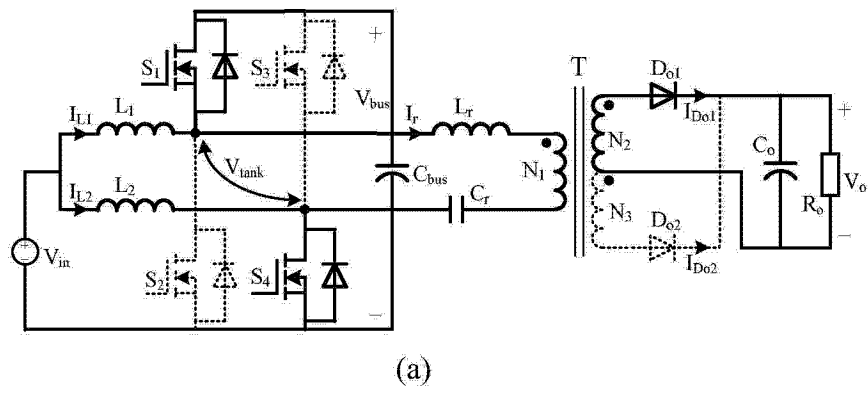 S1
S3
+
T
Do1
Vbus
IL1
L1
Ir
Lr
IDo1
+
N1
N2
Co
Vtank
Cbus
IL2
L2
Cr
N3
Do2
Ro
Vo
+
−
Vin
S2
S4
IDo2
−
−
(a)